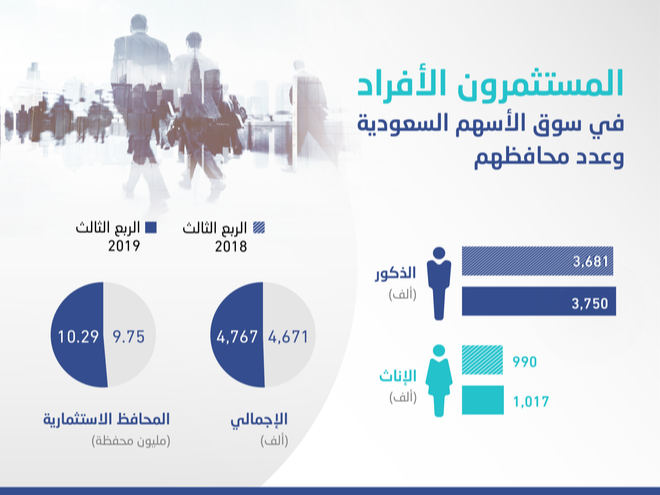 المستثمرون الأفراد
في سوق الأسهم السعودية
وعدد محافظهم
الربع الثالث
2018
الربع الثالث
2019
الذكور
(ألف)
3,681
3,750
الإناث
(ألف)
990
1,017
4,767
4,671
الإجمالي
(ألف)
10.29
9.75
المحافظ الاستثمارية
(مليون محفظة)